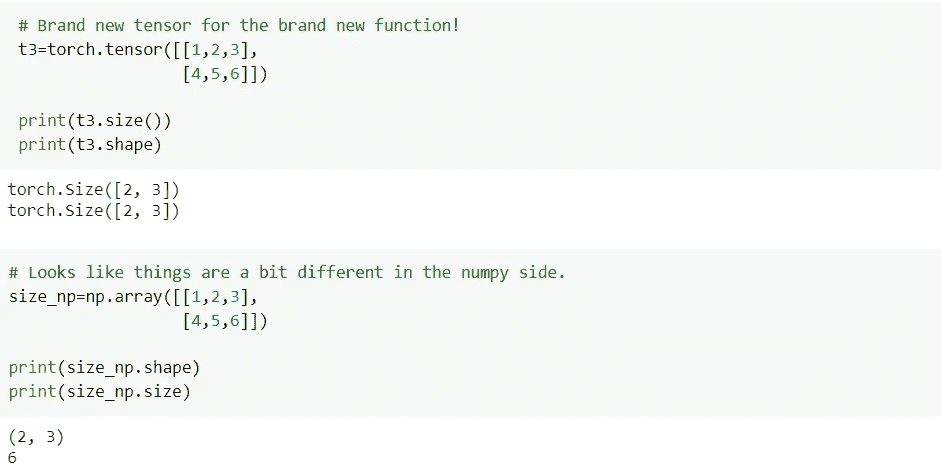 # Brand new tensor for the brand new function!
t3=torch.tensor([[1,2,3],
[4,5,6]])
print(t3.size())
print(t3.shape)
torch.Size([2, 3])
torch.Size([2, 3])
# Looks like things are a bit different in the numpy side.
size_np=np.array([[1,2,3],
[4,5,6]])
print(size_np.shape)
print(size_np.size)
(2, 3)
6